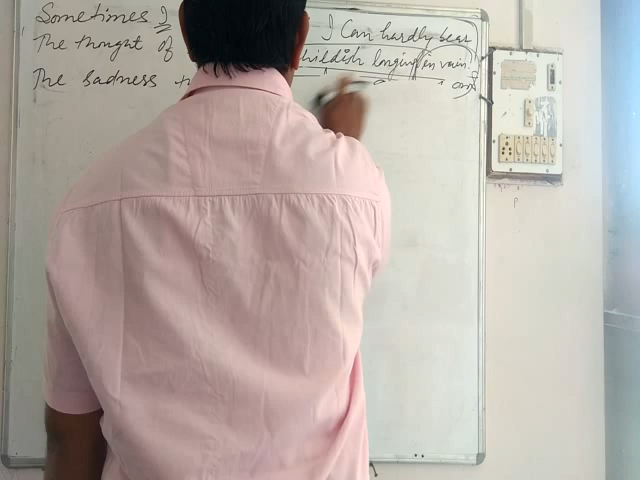 Sometimes I I Can hardly bear
The thought of childish longing in vain.
The sadness